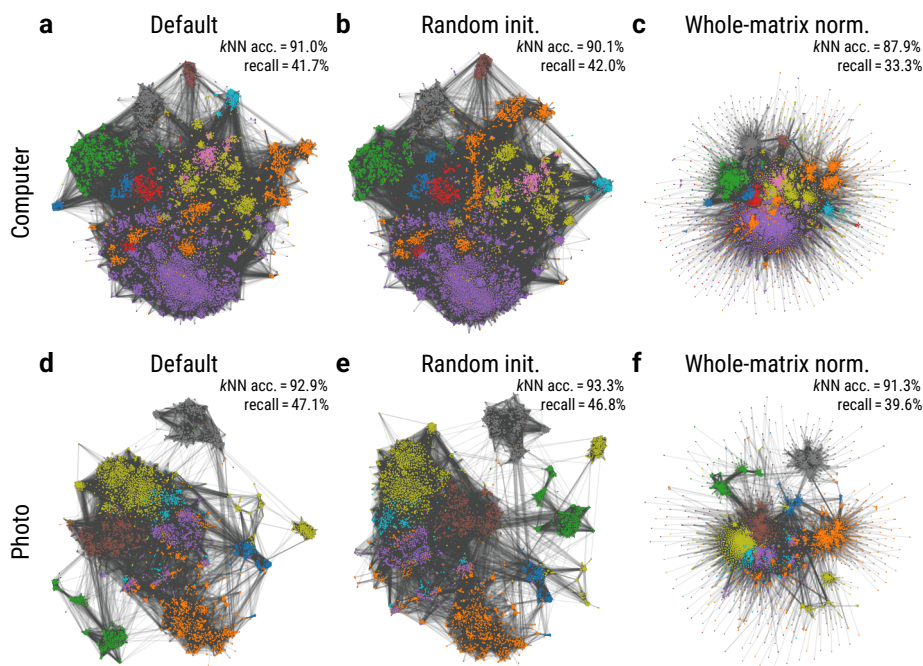 a Default
kNN acc. = 91.0%
recall = 41.7%
b Random init.
kNN acc. = 90.1%
recall = 42.0%
c Whole-matrix norm.
kNN acc. = 87.9%
recall = 33.3%
Computer
d Default
kNN acc. = 92.9%
recall = 47.1%
e Random init.
kNN acc. = 93.3%
recall = 46.8%
f Whole-matrix norm.
kNN acc. = 91.3%
recall = 39.6%
Photo